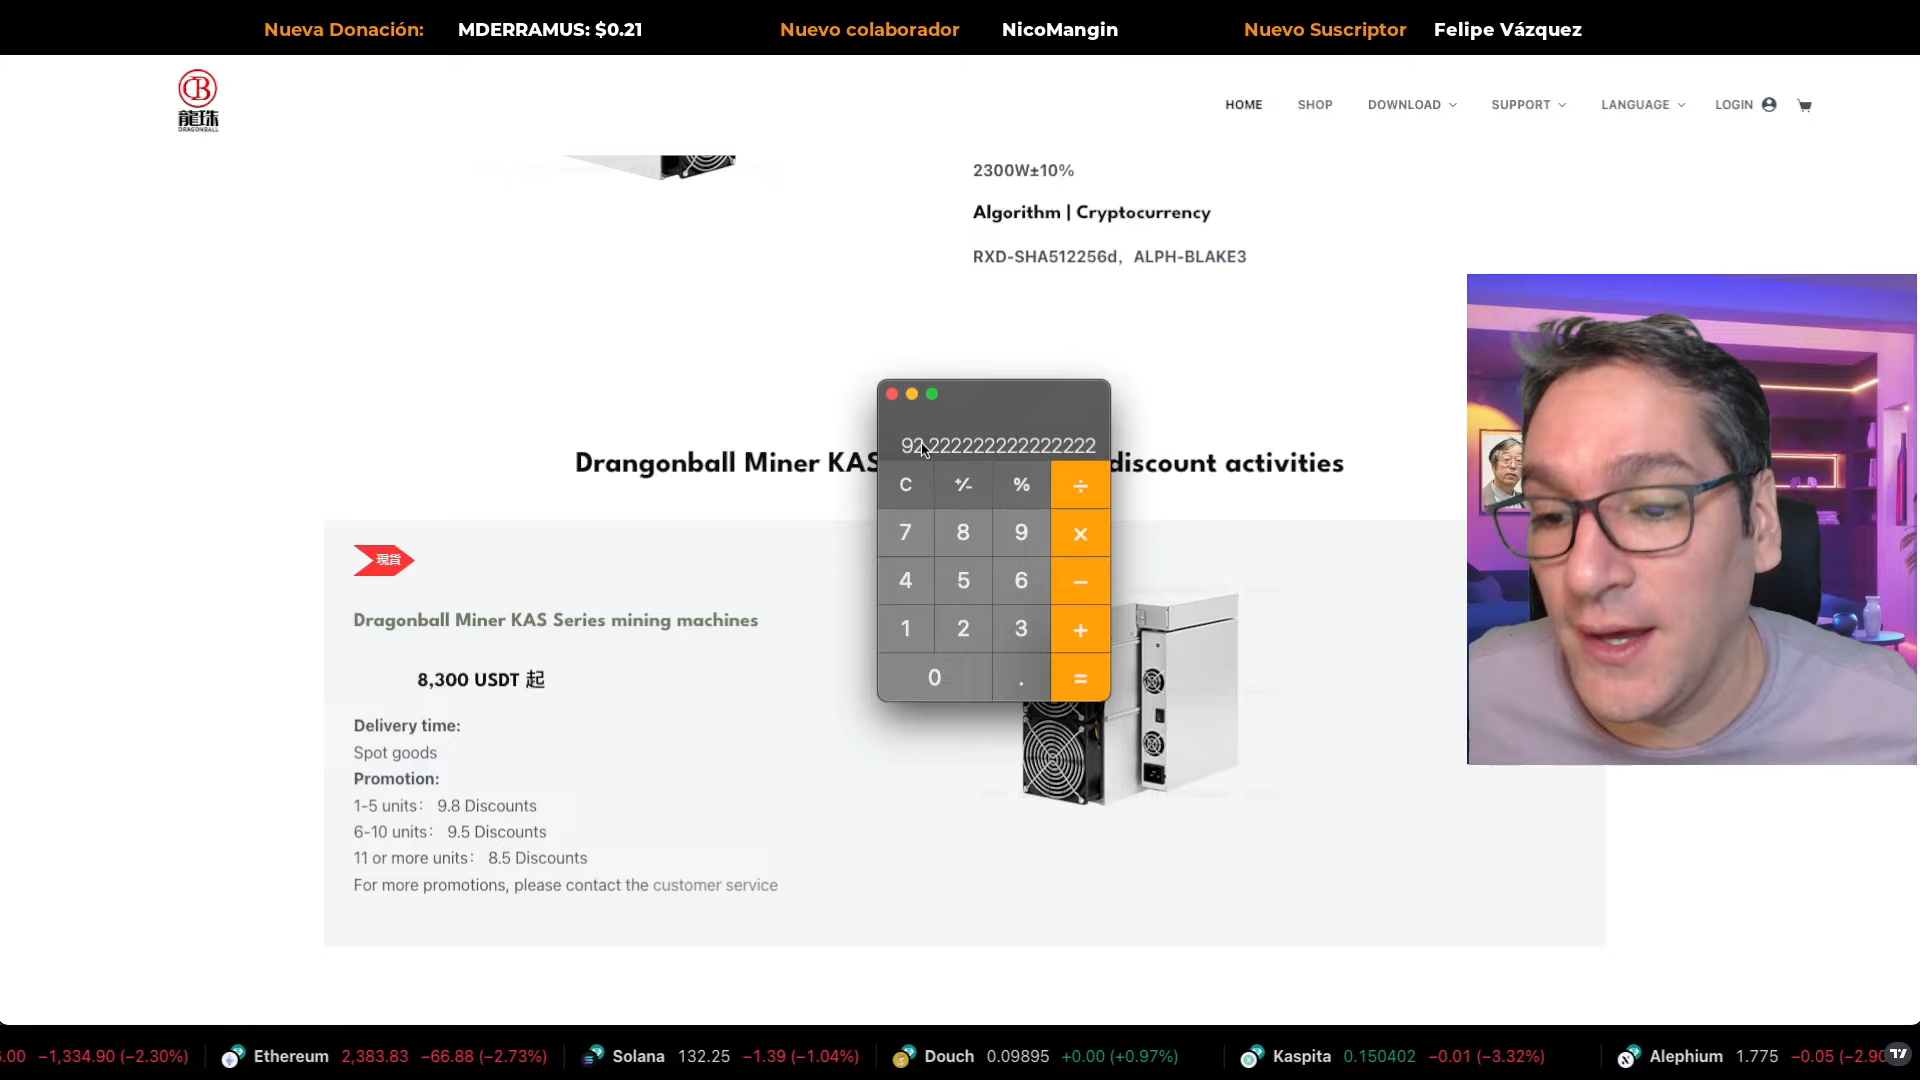 Nueva Donación: MDERRAMUS: $0.21 Nuevo colaborador NicoMangin Nuevo Suscriptor Felipe Vázquez
龍珠
DRAGONBALL
HOME SHOP DOWNLOAD SUPPORT LANGUAGE LOGIN
2300W±10%
Algorithm | Cryptocurrency
RXD-SHA512256d, ALPH-BLAKE3
92.222222222222222
Drangonball Miner KAS discount activities
C +/- % ÷
7 8 9 ×
4 5 6 −
1 2 3 +
0 . =
現貨
Dragonball Miner KAS Series mining machines
8,300 USDT 起
Delivery time:
Spot goods
Promotion:
1-5 units: 9.8 Discounts
6-10 units: 9.5 Discounts
11 or more units: 8.5 Discounts
For more promotions, please contact the customer service
.00 −1,334.90 (−2.30%) Ethereum 2,383.83 −66.88 (−2.73%) Solana 132.25 −1.39 (−1.04%) Douch 0.09895 +0.00 (+0.97%) Kaspita 0.150402 −0.01 (−3.32%) Alephium 1.775 −0.05 (−2.90